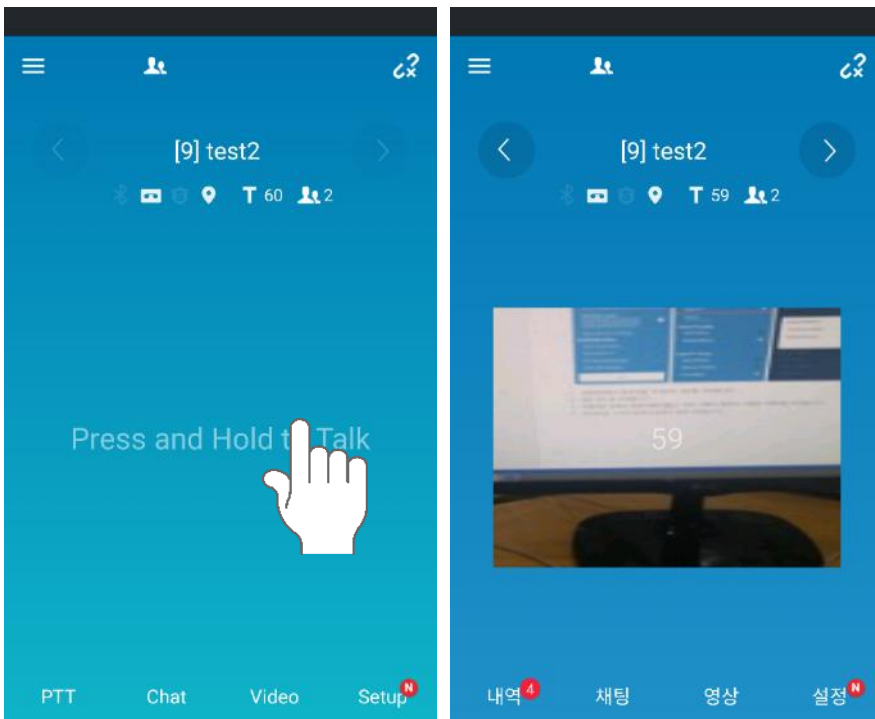 [9] test2
T 60 2
Press and Hold to Talk
PTT Chat Video Setup N
[9] test2
T 59 2
59
내역 4 채팅 영상 설정 N